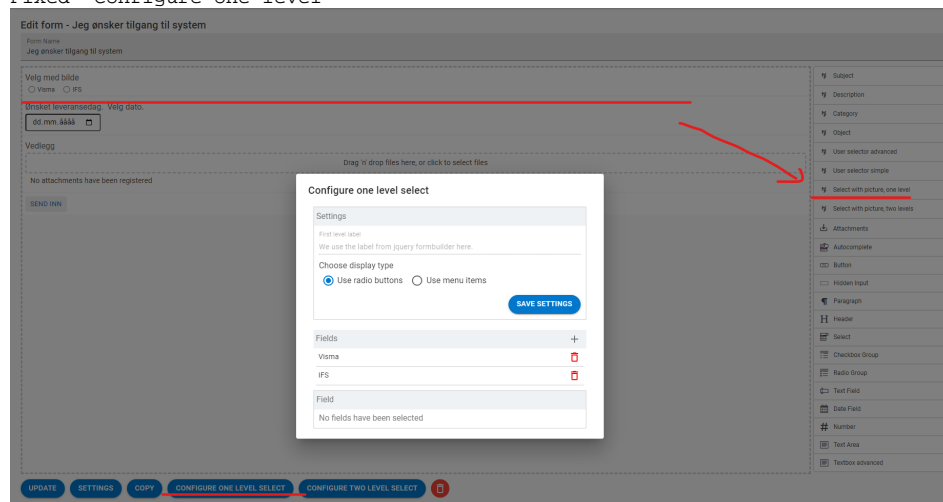 Fixed "Configure one level"
Edit form - Jeg ønsker tilgang til system
Form Name
Jeg ønsker tilgang til system
Velg med bilde
Visma IFS
Ønsket leveransedag. Velg dato.
dd.mm.åååå
Vedlegg
Drag 'n' drop files here, or click to select files
No attachments have been registered
SEND INN
Configure one level select
Settings
First level label
We use the label from jquery formbuilder here.
Choose display type
Use radio buttons Use menu items
SAVE SETTINGS
Fields
Visma
IFS
Field
No fields have been selected
Subject
Description
Category
Object
User selector advanced
User selector simple
Select with picture, one level
Select with picture, two levels
Attachments
Autocomplete
Button
Hidden Input
Paragraph
Header
Select
Checkbox Group
Radio Group
Text Field
Date Field
Number
Text Area
Textbox advanced
UPDATE SETTINGS COPY CONFIGURE ONE LEVEL SELECT CONFIGURE TWO LEVEL SELECT